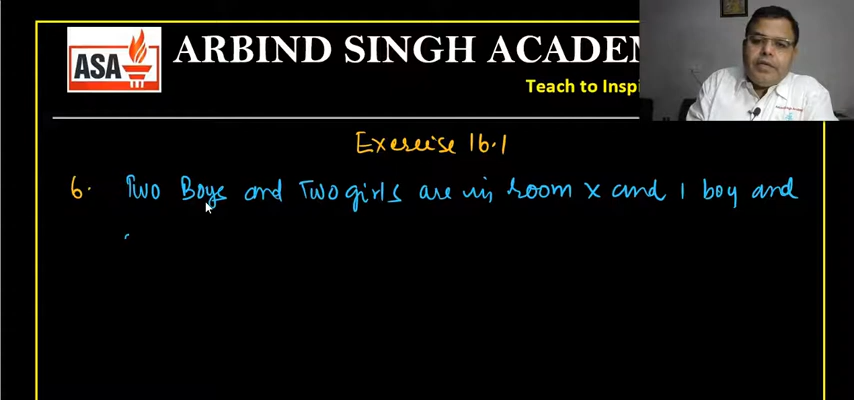 ASA
ARBIND SINGH ACADEM
Teach to Inspi
Exercise 16.1
6. Two Boys and Two girls are in room X and 1 boy and